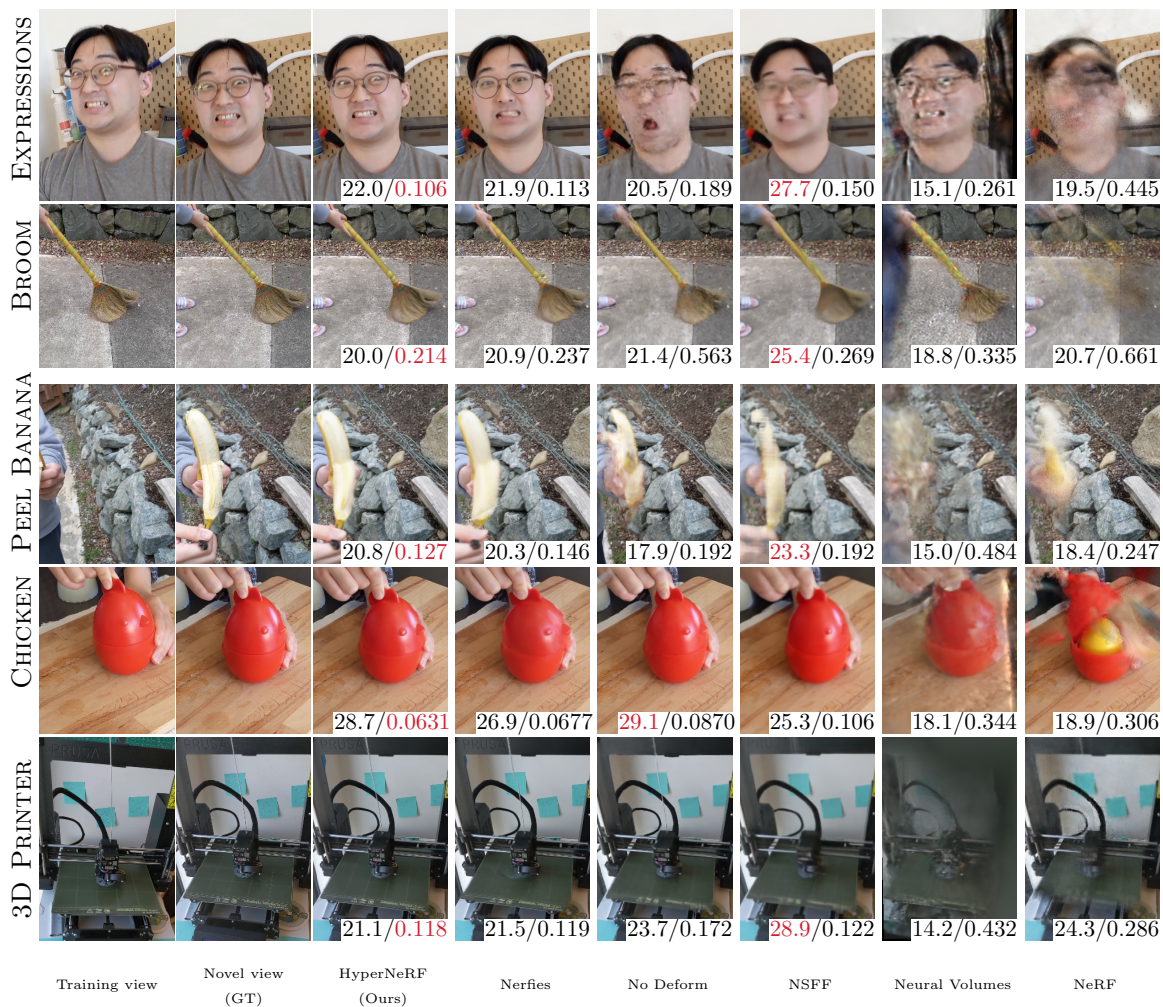 EXPRESSIONS
22.0/0.106
21.9/0.113
20.5/0.189
27.7/0.150
15.1/0.261
19.5/0.445
BROOM
20.0/0.214
20.9/0.237
21.4/0.563
25.4/0.269
18.8/0.335
20.7/0.661
PEEL BANANA
20.8/0.127
20.3/0.146
17.9/0.192
23.3/0.192
15.0/0.484
18.4/0.247
CHICKEN
28.7/0.0631
26.9/0.0677
29.1/0.0870
25.3/0.106
18.1/0.344
18.9/0.306
3D PRINTER
21.1/0.118
21.5/0.119
23.7/0.172
28.9/0.122
14.2/0.432
24.3/0.286
Training view
Novel view
(GT)
HyperNeRF
(Ours)
Nerfies
No Deform
NSFF
Neural Volumes
NeRF